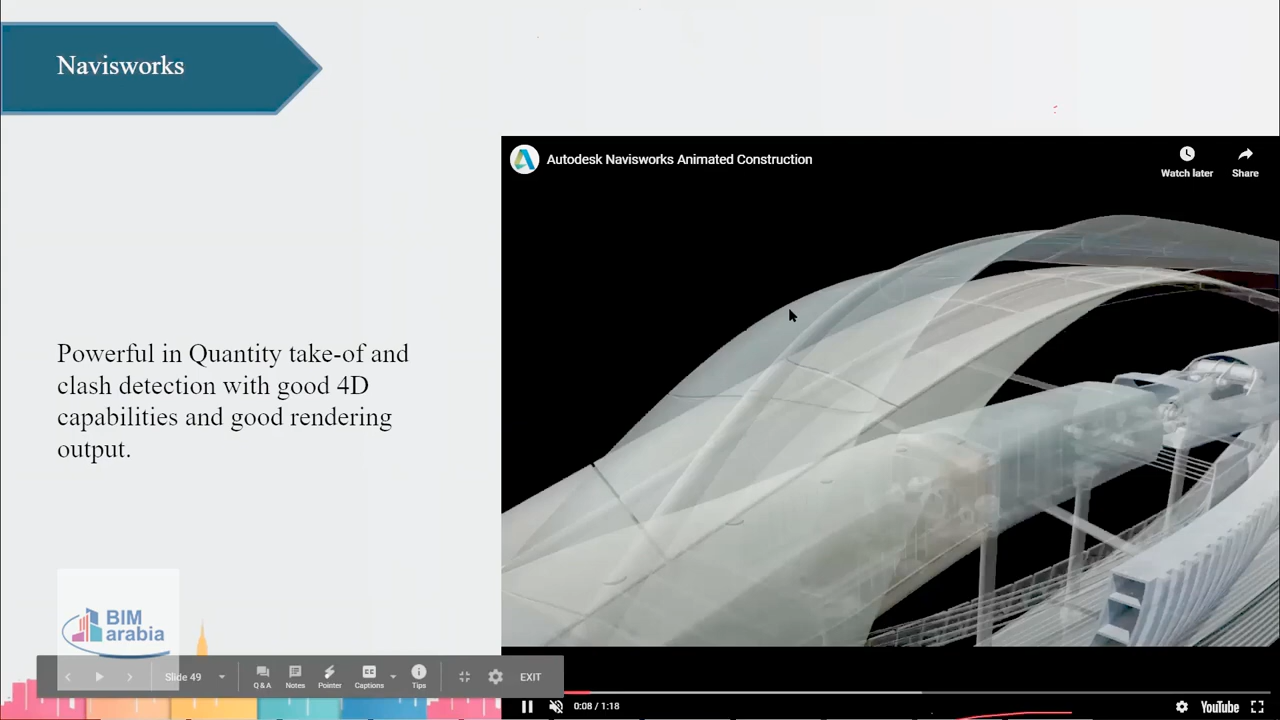 Navisworks
Autodesk Navisworks Animated Construction
Watch later
Share
Powerful in Quantity take-of and
clash detection with good 4D
capabilities and good rendering
output.
BIM
arabia
Slide 49
Q & A
Notes
Pointer
Captions
Tips
EXIT
0:08 / 1:18
YouTube